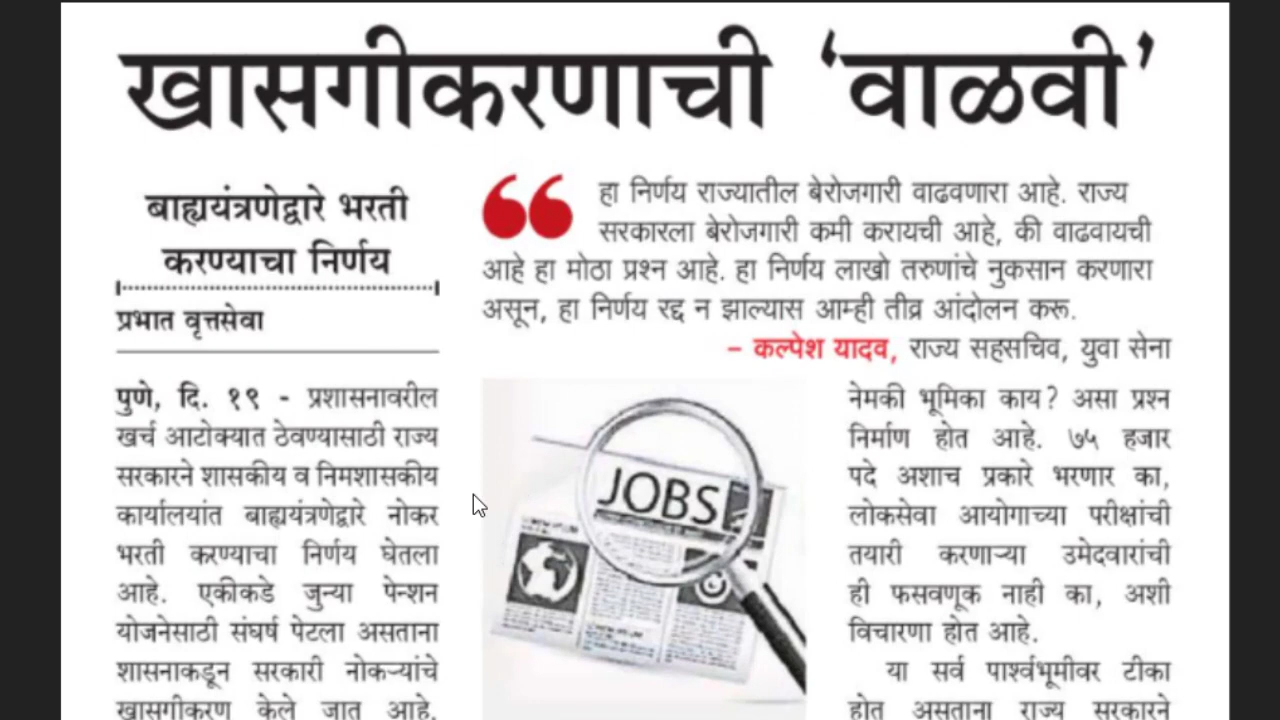 खासगीकरणाची ‘वाळवी’
बाह्ययंत्रणेद्वारे भरती
करण्याचा निर्णय
प्रभात वृत्तसेवा
पुणे, दि. १९ - प्रशासनावरील
खर्च आटोक्यात ठेवण्यासाठी राज्य
सरकारने शासकीय व निमशासकीय
कार्यालयांत बाह्ययंत्रणेद्वारे नोकर
भरती करण्याचा निर्णय घेतला
आहे. एकीकडे जुन्या पेन्शन
योजनेसाठी संघर्ष पेटला असताना
शासनाकडून सरकारी नोकऱ्यांचे
खासगीकरण केले जात आहे.
हा निर्णय राज्यातील बेरोजगारी वाढवणारा आहे. राज्य
सरकारला बेरोजगारी कमी करायची आहे, की वाढवायची
आहे हा मोठा प्रश्न आहे. हा निर्णय लाखो तरुणांचे नुकसान करणारा
असून, हा निर्णय रद्द न झाल्यास आम्ही तीव्र आंदोलन करू.
– कल्पेश यादव, राज्य सहसचिव, युवा सेना
JOBS
नेमकी भूमिका काय? असा प्रश्न
निर्माण होत आहे. ७५ हजार
पदे अशाच प्रकारे भरणार का,
लोकसेवा आयोगाच्या परीक्षांची
तयारी करणाऱ्या उमेदवारांची
ही फसवणूक नाही का, अशी
विचारणा होत आहे.
या सर्व पार्श्वभूमीवर टीका
होत असताना राज्य सरकारने